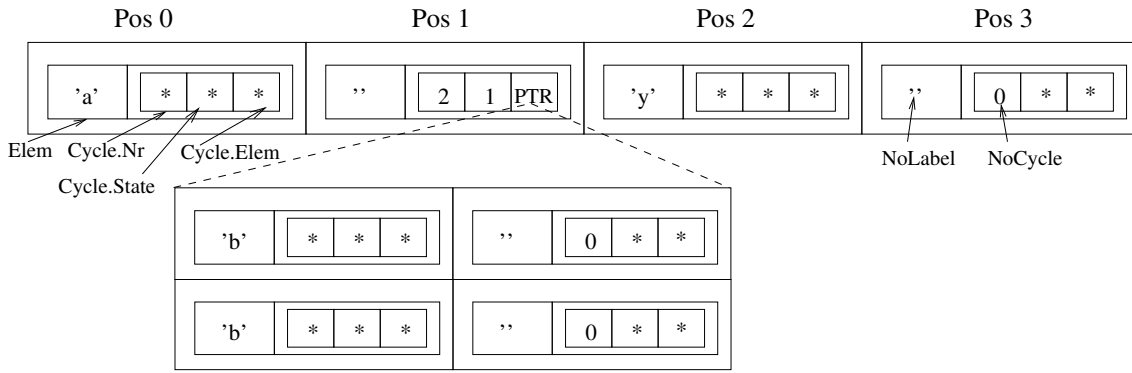 Pos 0 Pos 1 Pos 2 Pos 3
'a' * * * '' 2 1 PTR 'y' * * * '' 0 * *
Elem Cycle.Nr Cycle.Elem NoLabel NoCycle
Cycle.State
'b' * * * '' 0 * *
'b' * * * '' 0 * *